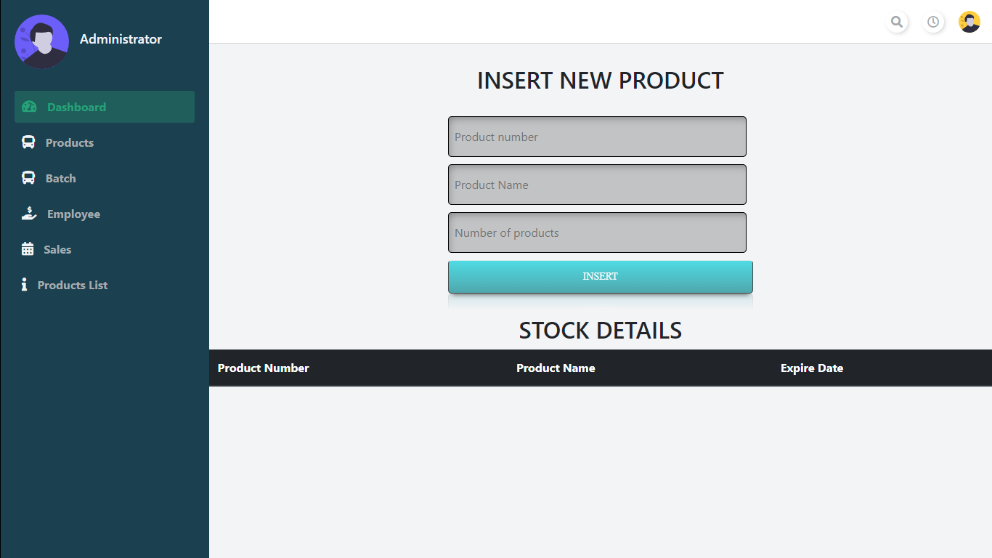 Administrator
Dashboard
Products
Batch
Employee
Sales
Products List
INSERT NEW PRODUCT
Product number
Product Name
Number of products
INSERT
STOCK DETAILS
Product Number Product Name Expire Date